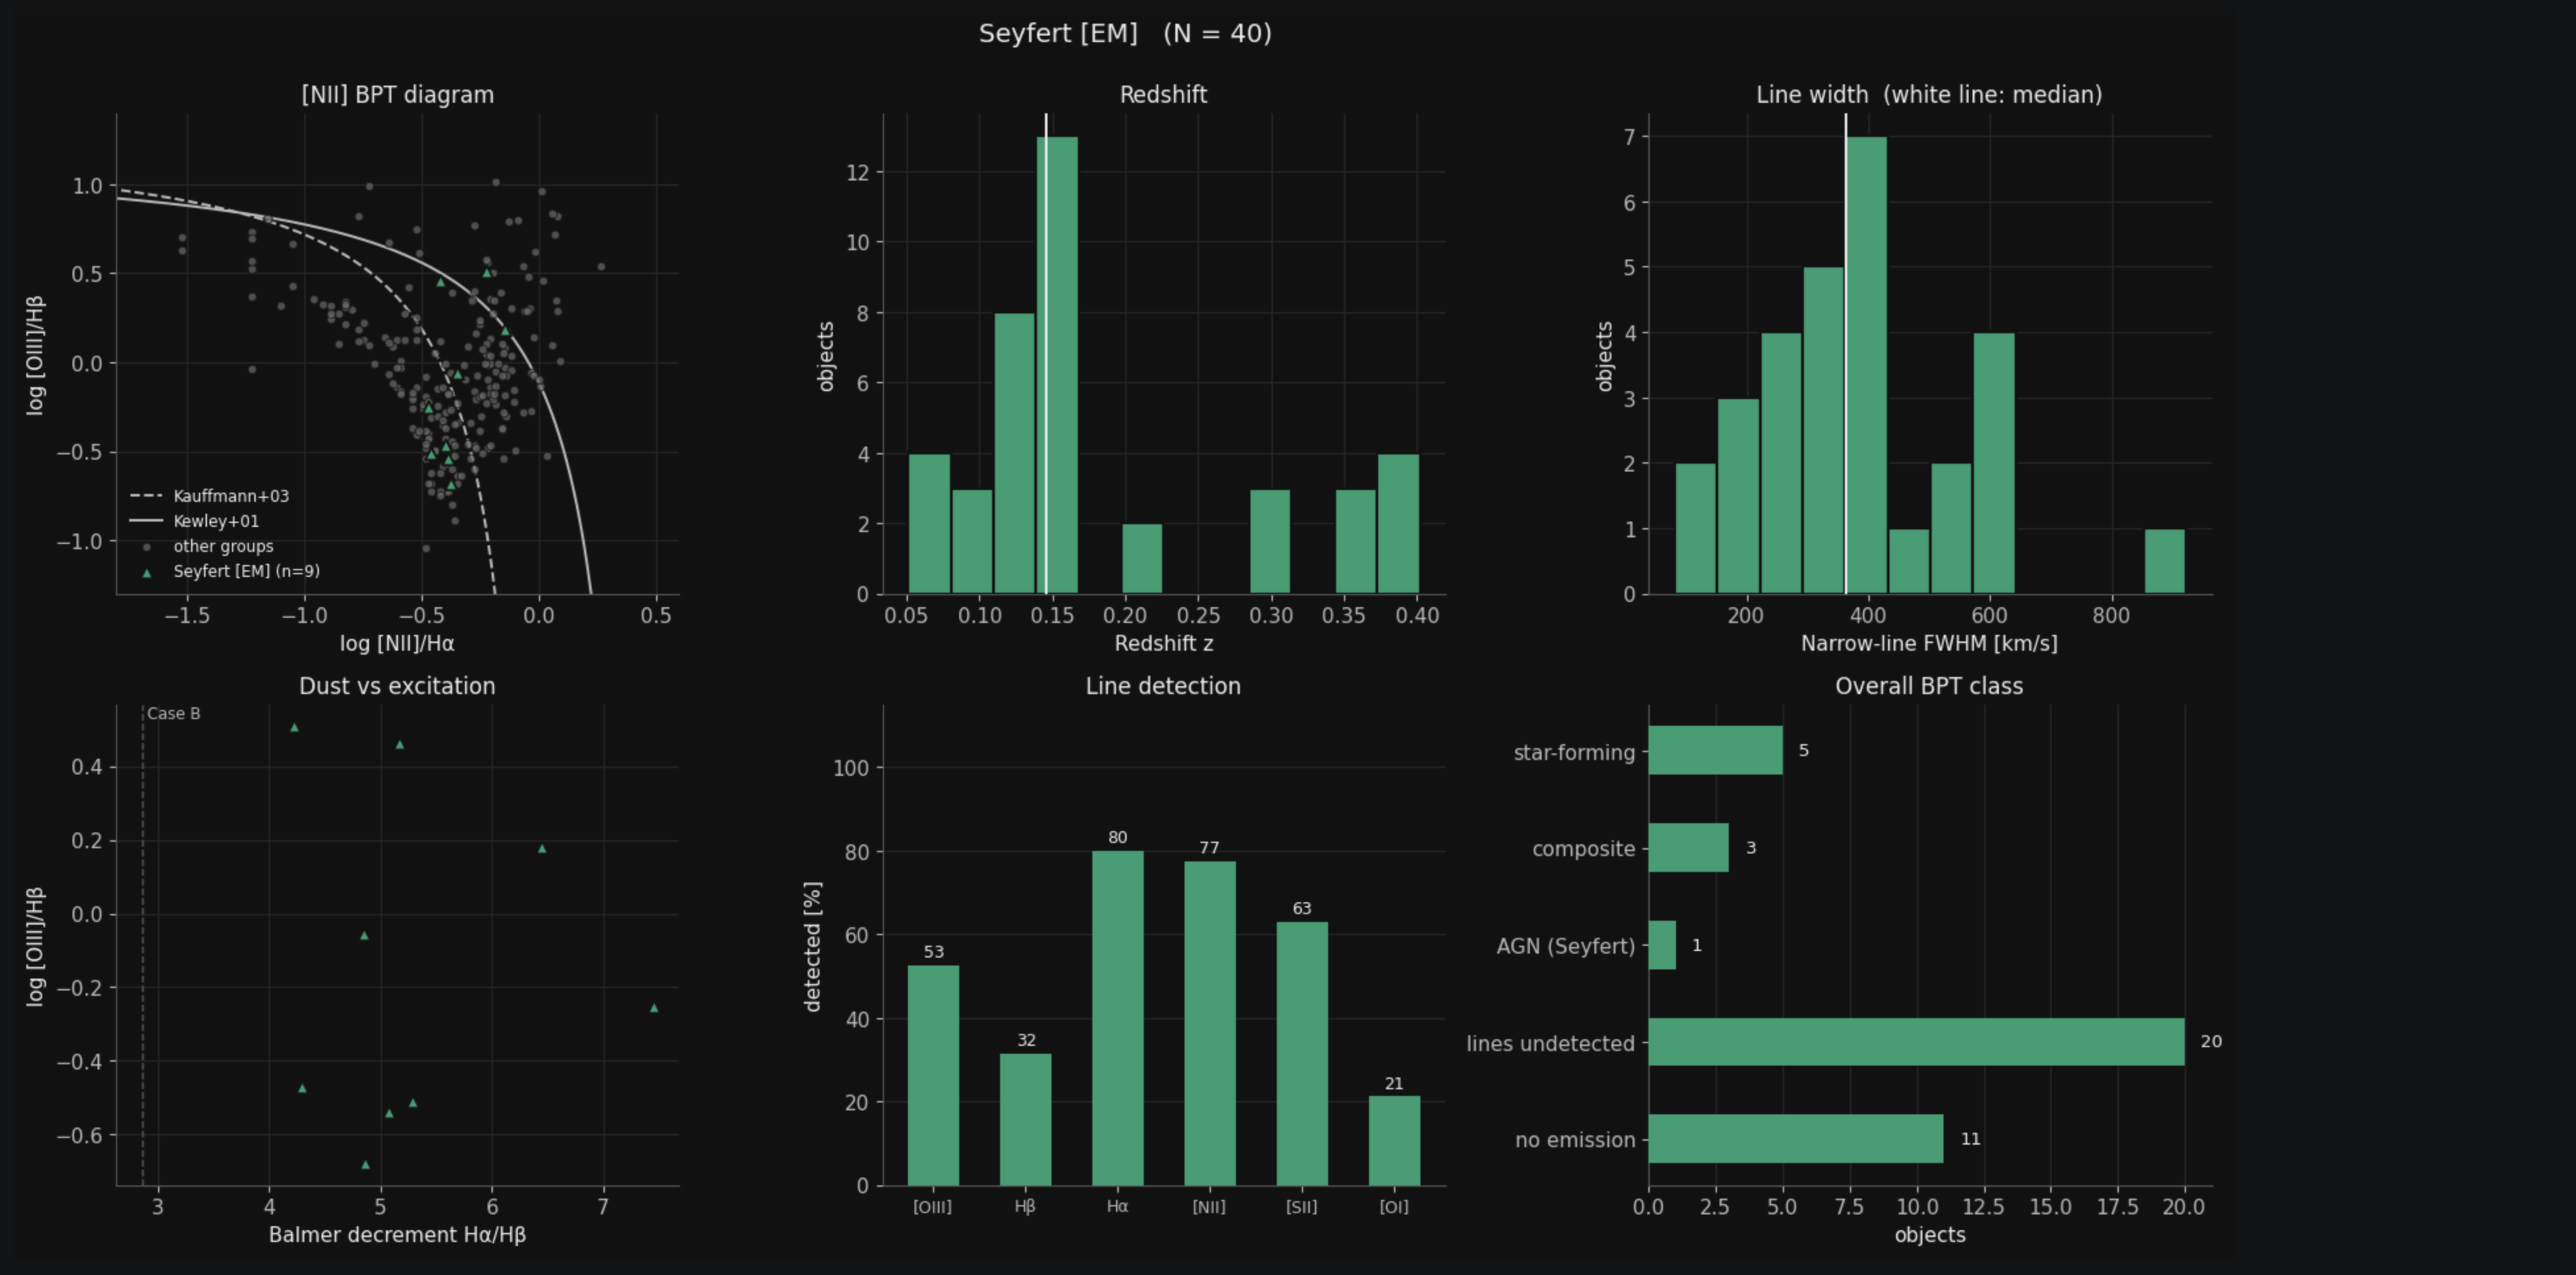 Seyfert [EM]   (N = 40)
[NII] BPT diagram
log [OIII]/Hβ
1.0
0.5
0.0
−0.5
−1.0
Kauffmann+03
Kewley+01
other groups
Seyfert [EM] (n=9)
−1.5
−1.0
−0.5
0.0
0.5
log [NII]/Hα
Redshift
objects
12
10
8
6
4
2
0
0.05
0.10
0.15
0.20
0.25
0.30
0.35
0.40
Redshift z
Line width  (white line: median)
objects
7
6
5
4
3
2
1
0
200
400
600
800
Narrow-line FWHM [km/s]
Dust vs excitation
Case B
log [OIII]/Hβ
0.4
0.2
0.0
−0.2
−0.4
−0.6
3
4
5
6
7
Balmer decrement Hα/Hβ
Line detection
detected [%]
100
80
60
40
20
0
53
32
80
77
63
21
[OIII]
Hβ
Hα
[NII]
[SII]
[OI]
Overall BPT class
star-forming
5
composite
3
AGN (Seyfert)
1
lines undetected
20
no emission
11
0.0
2.5
5.0
7.5
10.0
12.5
15.0
17.5
20.0
objects